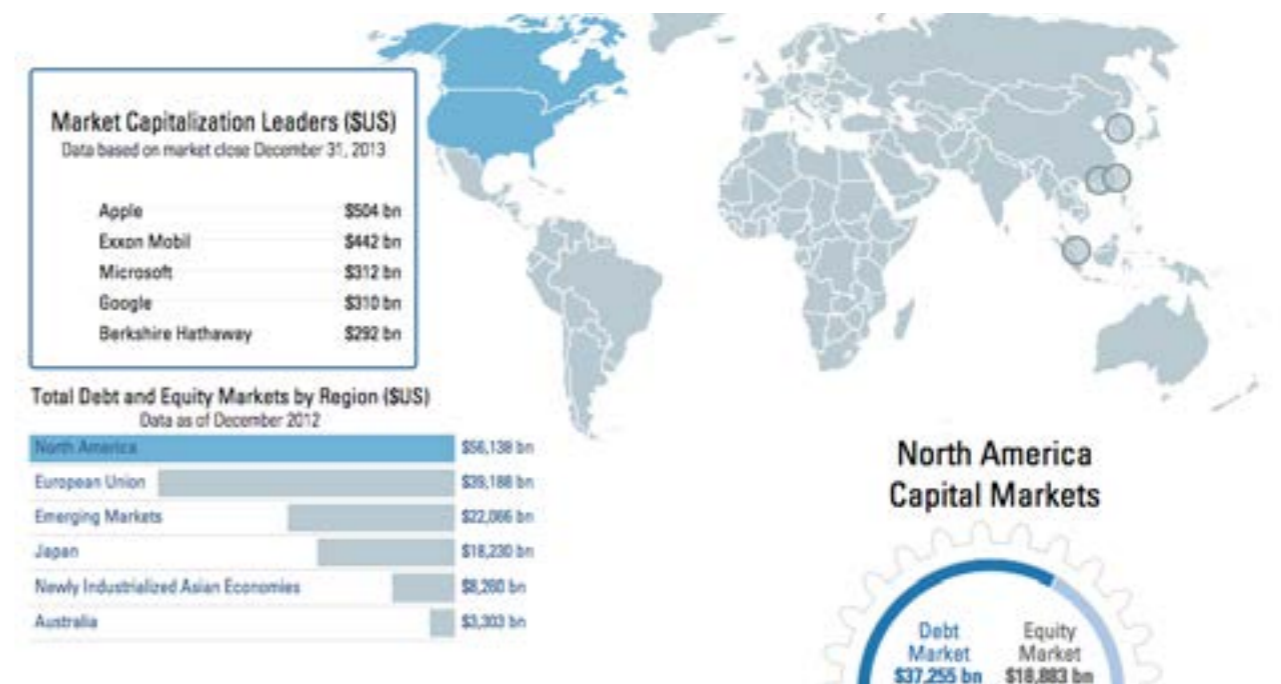 Market Capitalization Leaders ($US)
Data based on market close December 31, 2013
Apple $504 bn
Exxon Mobil $442 bn
Microsoft $312 bn
Google $310 bn
Berkshire Hathaway $292 bn
Total Debt and Equity Markets by Region ($US)
Data as of December 2012
North America $56,138 bn
European Union $39,188 bn
Emerging Markets $22,066 bn
Japan $18,230 bn
Newly Industrialized Asian Economies $8,260 bn
Australia $3,303 bn
North America
Capital Markets
Debt Equity
Market Market
$37,255 bn $18,883 bn